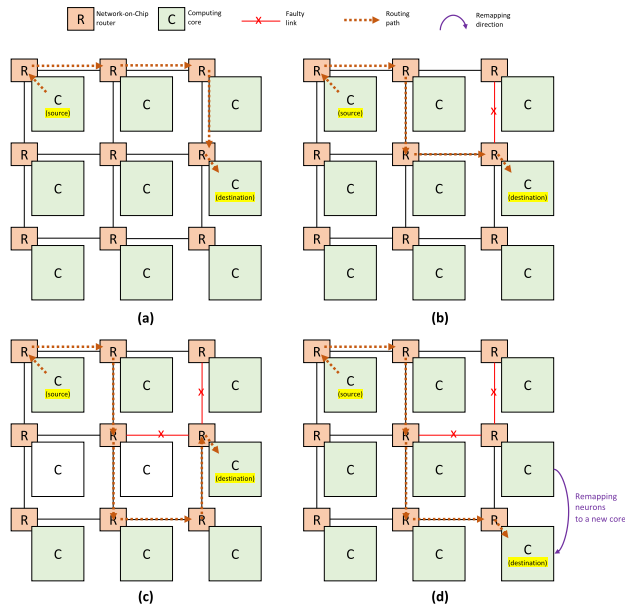 R
Network-on-Chip
router
C
Computing
core
X
Faulty
link
Routing
path
Remapping
direction
R
R
R
C
(source)
C
C
R
R
R
C
C
C
(destination)
R
R
R
C
C
C
(a)
R
R
R
C
(source)
C
C
X
R
R
R
C
C
C
(destination)
R
R
R
C
C
C
(b)
R
R
R
C
(source)
C
C
X
R
X
R
R
C
C
C
(destination)
R
R
R
C
C
C
(c)
R
R
R
C
(source)
C
C
X
R
R
X
R
C
C
C
Remapping
neurons
to a new core
R
R
R
C
C
C
(destination)
(d)